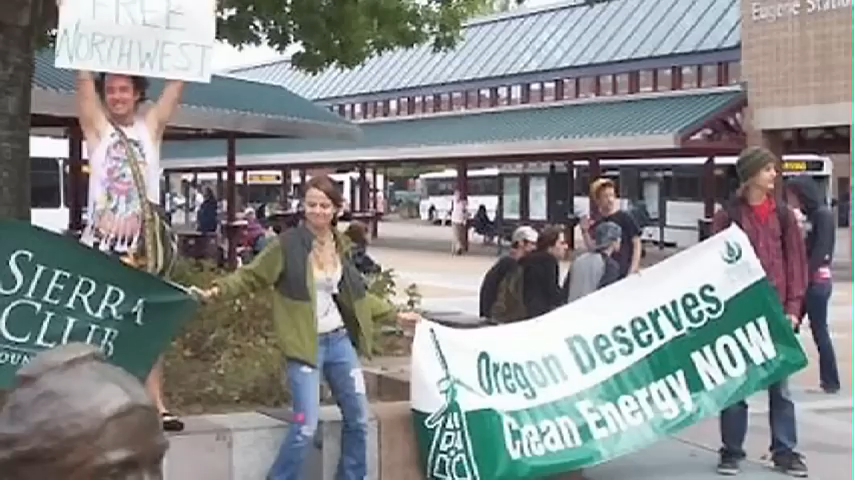 FREE
NORTHWEST
Eugene Station
SIERRA
CLUB
Oregon Deserves
Clean Energy NOW